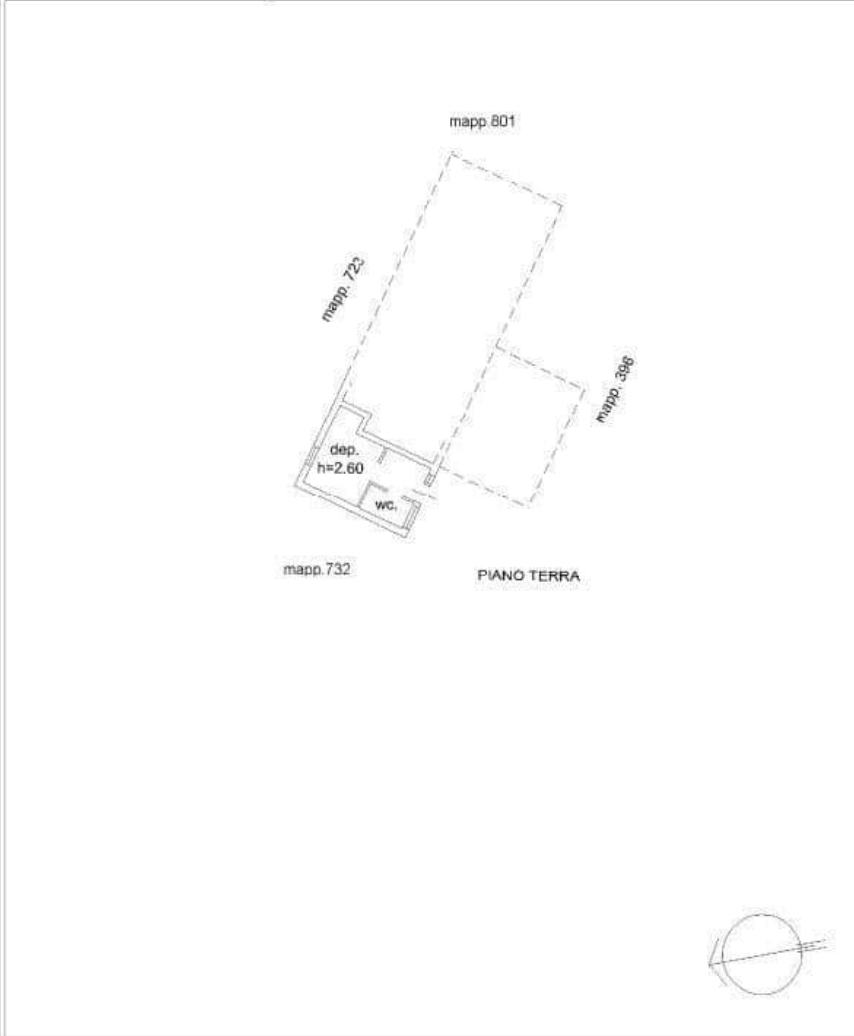 mapp.801
mapp. 723
mapp. 396
dep.
h=2.60
wc.
mapp.732
PIANO TERRA